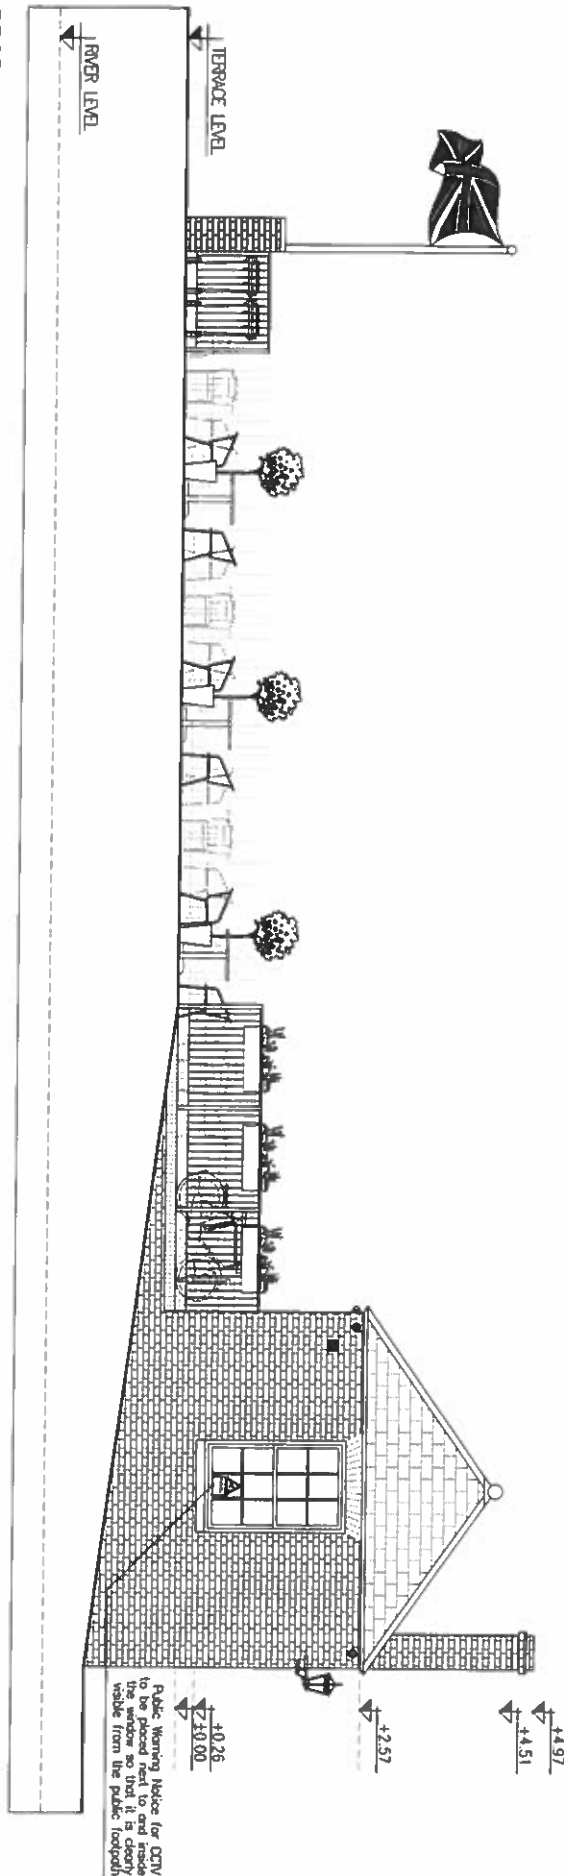 TERRACE LEVEL
RIVER LEVEL
+4.97
+4.51
+2.57
+0.26
±0.00
Public Warning Notice for CCTV
to be placed next to and inside
the window so that it is clearly
visible from the public footpath